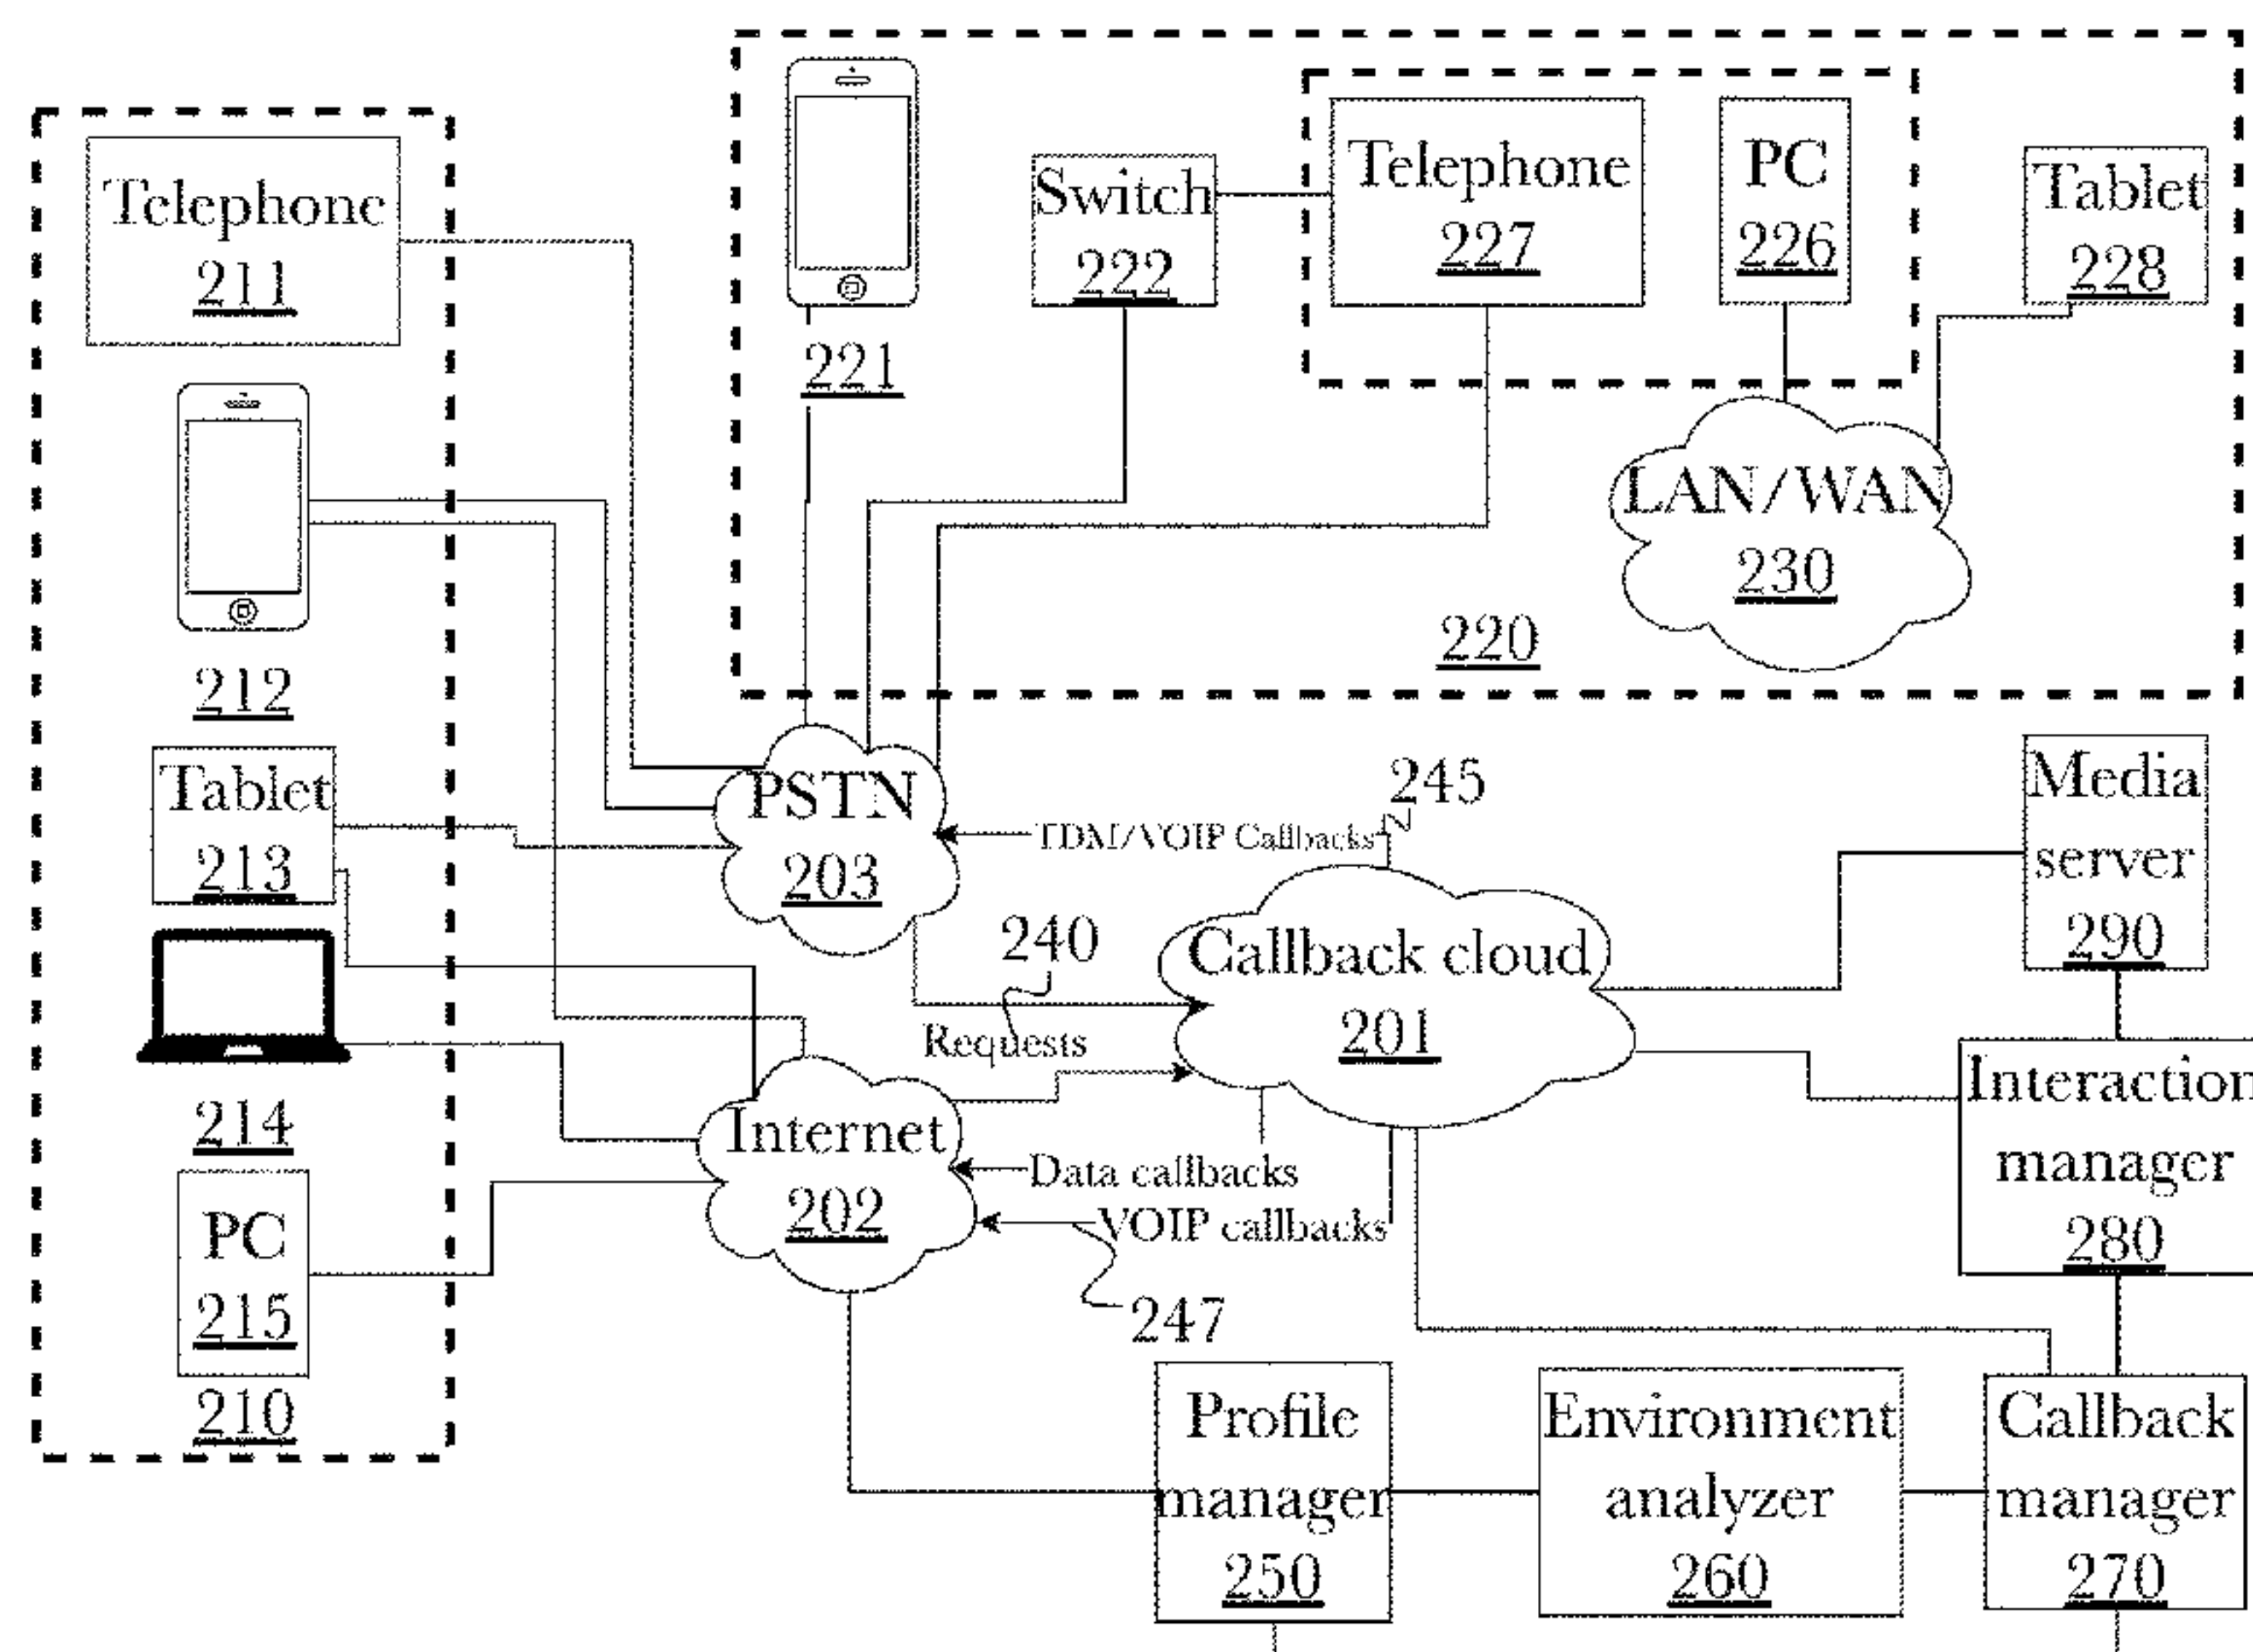 Telephone
211
212
Tablet
213
214
PC
215
210
221
Switch
222
Telephone
227
PC
226
Tablet
228
LAN/WAN
230
220
PSTN
203
TDM/VOIP Callbacks
245
240
Requests
Callback cloud
201
Internet
202
Data callbacks
VOIP callbacks
247
Media
server
290
Interaction
manager
280
Profile
manager
250
Environment
analyzer
260
Callback
manager
270